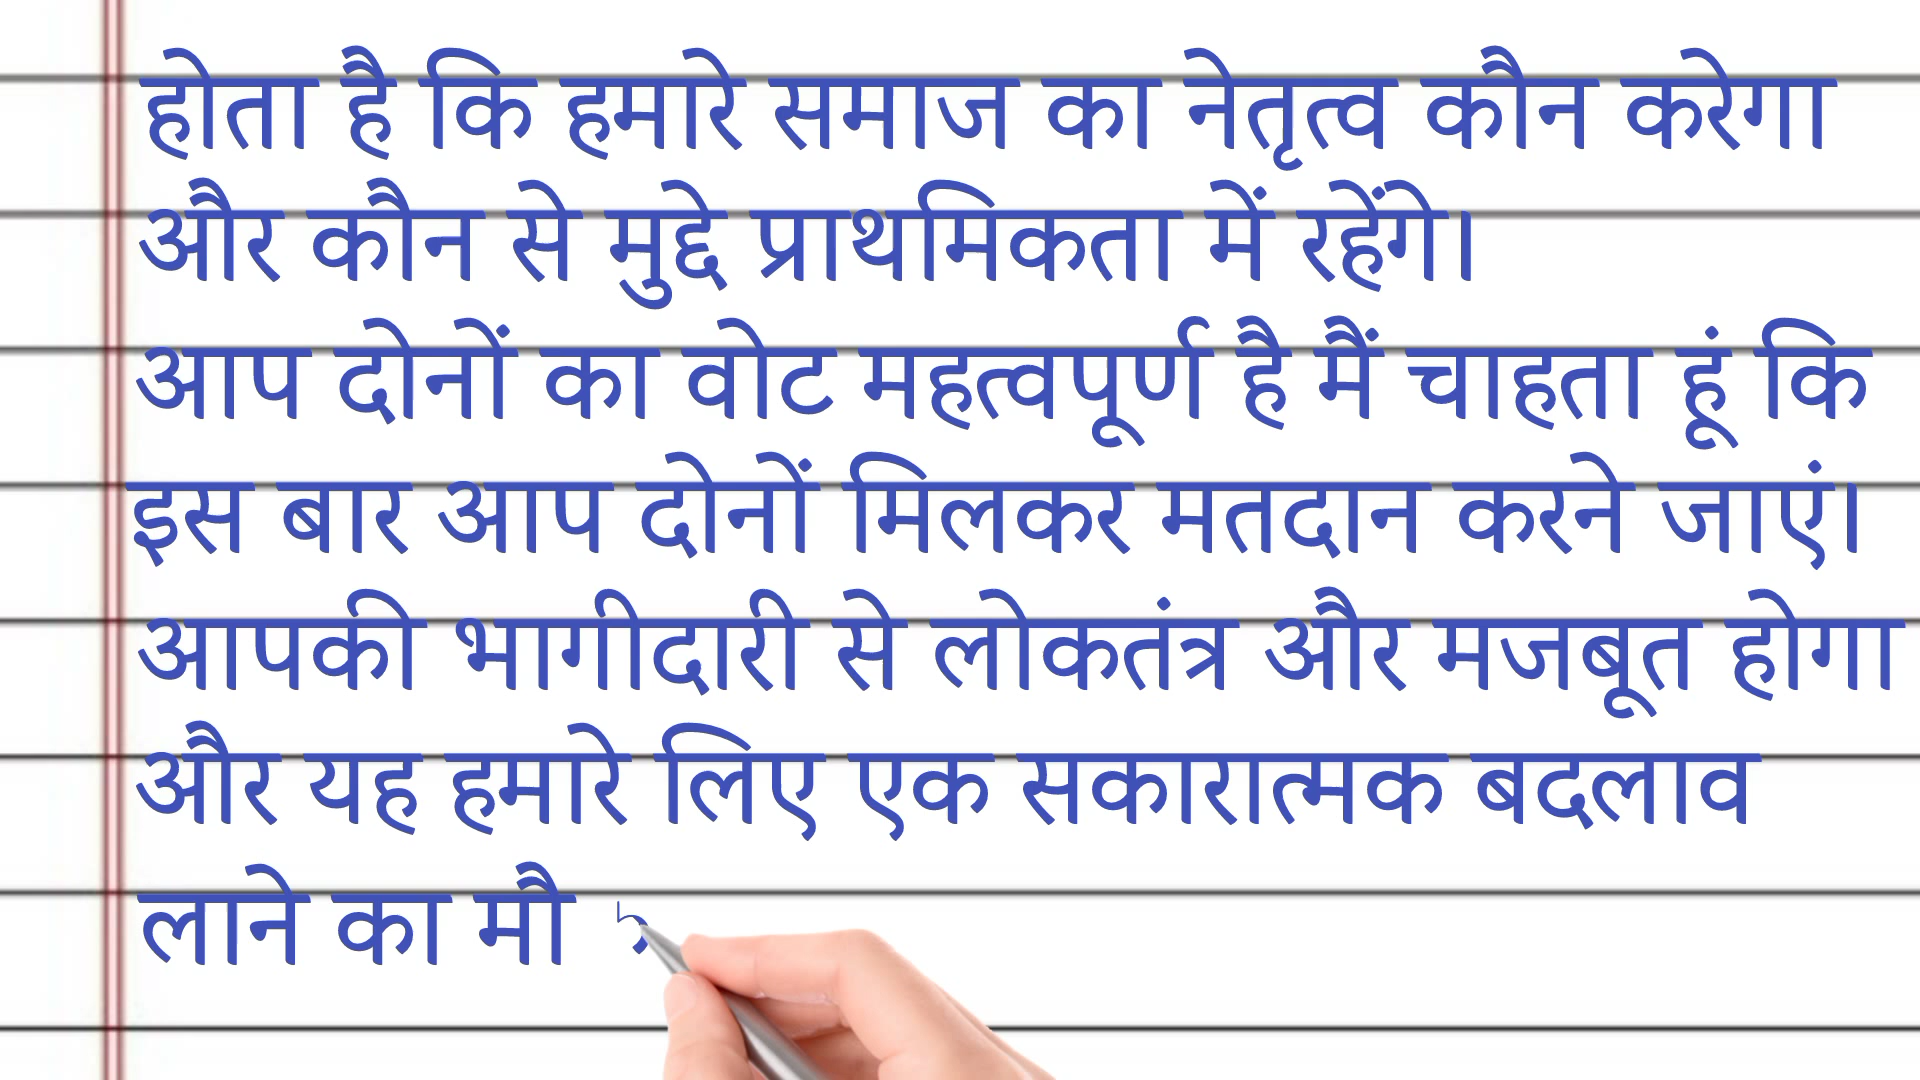 होता है कि हमारे समाज का नेतृत्व कौन करेगा
और कौन से मुद्दे प्राथमिकता में रहेंगे।
आप दोनों का वोट महत्वपूर्ण है मैं चाहता हूं कि
इस बार आप दोनों मिलकर मतदान करने जाएं।
आपकी भागीदारी से लोकतंत्र और मजबूत होगा
और यह हमारे लिए एक सकारात्मक बदलाव
लाने का मौ